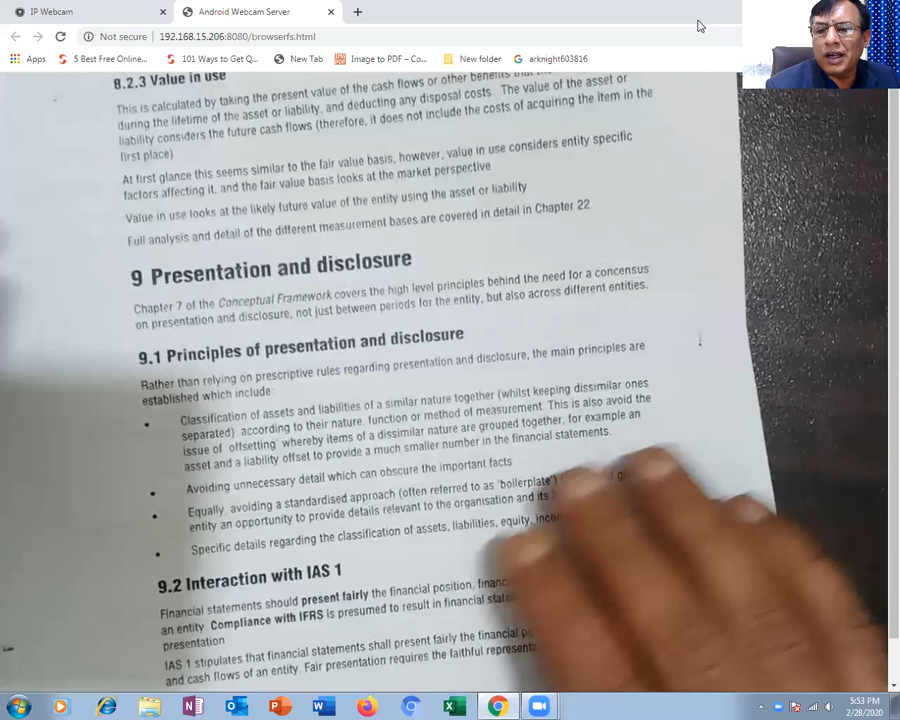 IP Webcam
Android Webcam Server
Not secure
192.168.15.206:8080/browserfs.html
Apps
5 Best Free Online...
101 Ways to Get Q...
New Tab
Image to PDF – Co...
New folder
arknight603816
8.2.3 Value in use
This is calculated by taking the present value of the cash flows or other benefits that
during the lifetime of the asset or liability, and deducting any disposal costs The value of the asset or
liability considers the future cash flows (therefore, it does not include the costs of acquiring the item in the
first place)
At first glance this seems similar to the fair value basis, however, value in use considers entity specific
factors affecting it, and the fair value basis looks at the market perspective
Value in use looks at the likely future value of the entity using the asset or liability
Full analysis and detail of the different measurement bases are covered in detail in Chapter 22
9 Presentation and disclosure
Chapter 7 of the Conceptual Framework covers the high level principles behind the need for a concensus
on presentation and disclosure, not just between periods for the entity, but also across different entities.
9.1 Principles of presentation and disclosure
Rather than relying on prescriptive rules regarding presentation and disclosure, the main principles are
established which include
• Classification of assets and liabilities of a similar nature together (whilst keeping dissimilar ones
separated) according to their nature, function or method of measurement. This is also avoid the
issue of 'offsetting' whereby items of a dissimilar nature are grouped together, for example an
asset and a liability offset to provide a much smaller number in the financial statements.
• Avoiding unnecessary detail which can obscure the important facts
• Equally avoiding a standardised approach (often referred to as 'boilerplate')
entity an opportunity to provide details relevant to the organisation and its
• Specific details regarding the classification of assets, liabilities, equity,
9.2 Interaction with IAS 1
Financial statements should present fairly the financial position,
an entity Compliance with IFRS is presumed to result in financial
presentation
IAS 1 stipulates that financial statements shall present fairly the financial
and cash flows of an entity. Fair presentation requires the faithful
5:53 PM
2/28/2020